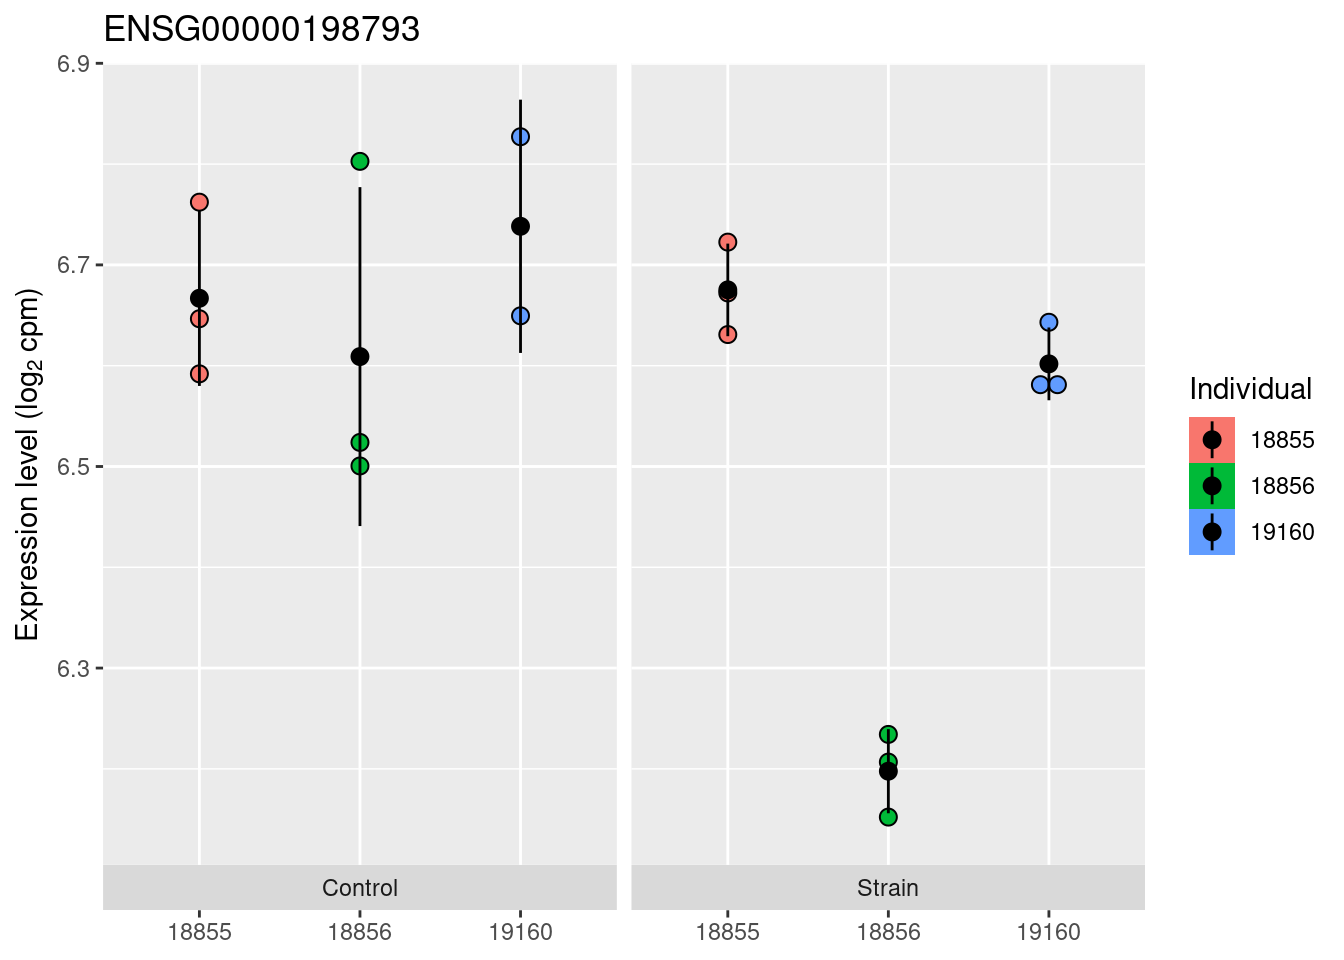 ENSG00000198793
6.9
6.7
6.5
6.3
Expression level (log₂ cpm)
Control
Strain
18855
18856
19160
18855
18856
19160
Individual
18855
18856
19160